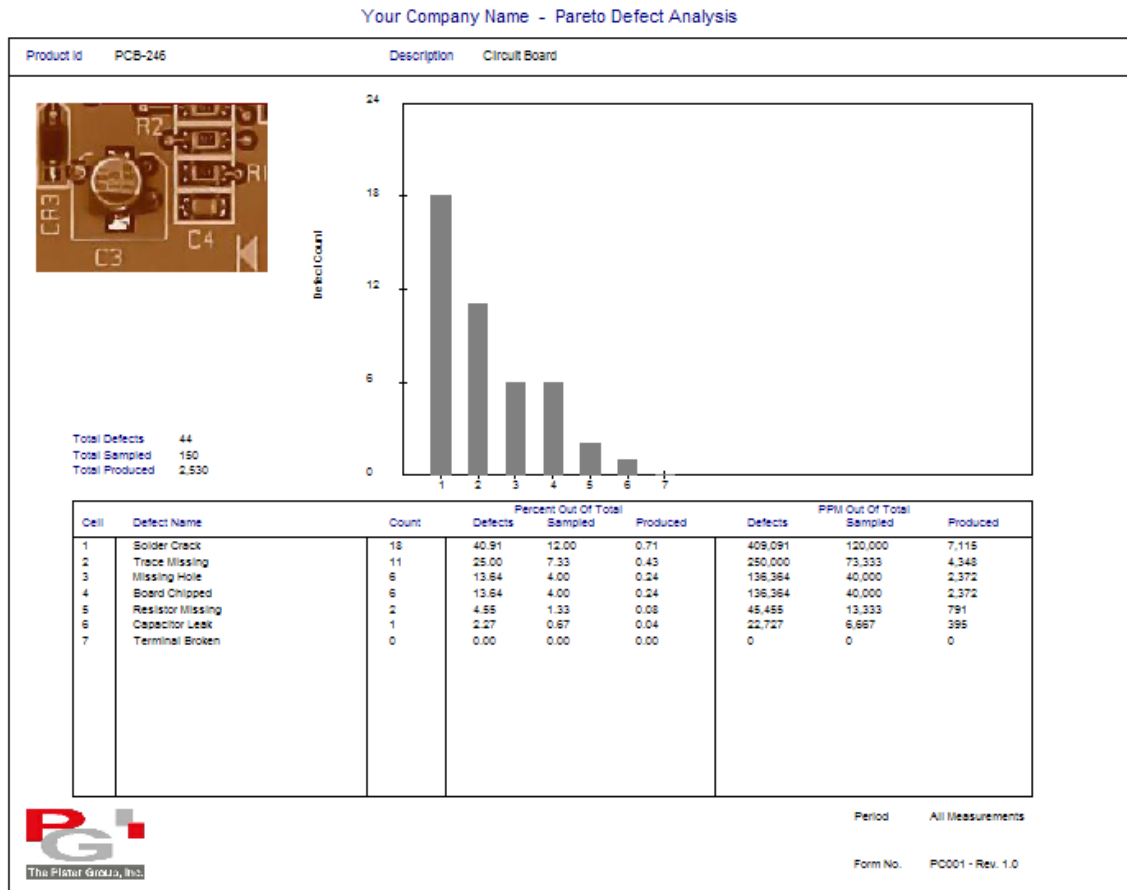 Your Company Name - Pareto Defect Analysis
Product Id PCB-246 Description Circuit Board
R2
R1
CR3
C4
C3
24
18
12
6
0
Defect Count
1 2 3 4 5 6 7
Total Defects 44
Total Sampled 150
Total Produced 2,530
Percent Out Of Total PPM Out Of Total
Cell Defect Name Count Defects Sampled Produced Defects Sampled Produced
1 Solder Crack 18 40.91 12.00 0.71 409,091 120,000 7,115
2 Trace Missing 11 25.00 7.33 0.43 250,000 73,333 4,348
3 Missing Hole 6 13.64 4.00 0.24 136,364 40,000 2,372
4 Board Chipped 6 13.64 4.00 0.24 136,364 40,000 2,372
5 Resistor Missing 2 4.55 1.33 0.08 45,455 13,333 791
6 Capacitor Leak 1 2.27 0.67 0.04 22,727 6,667 395
7 Terminal Broken 0 0.00 0.00 0.00 0 0 0
PG
The Pister Group, Inc.
Period All Measurements
Form No. PC001 - Rev. 1.0